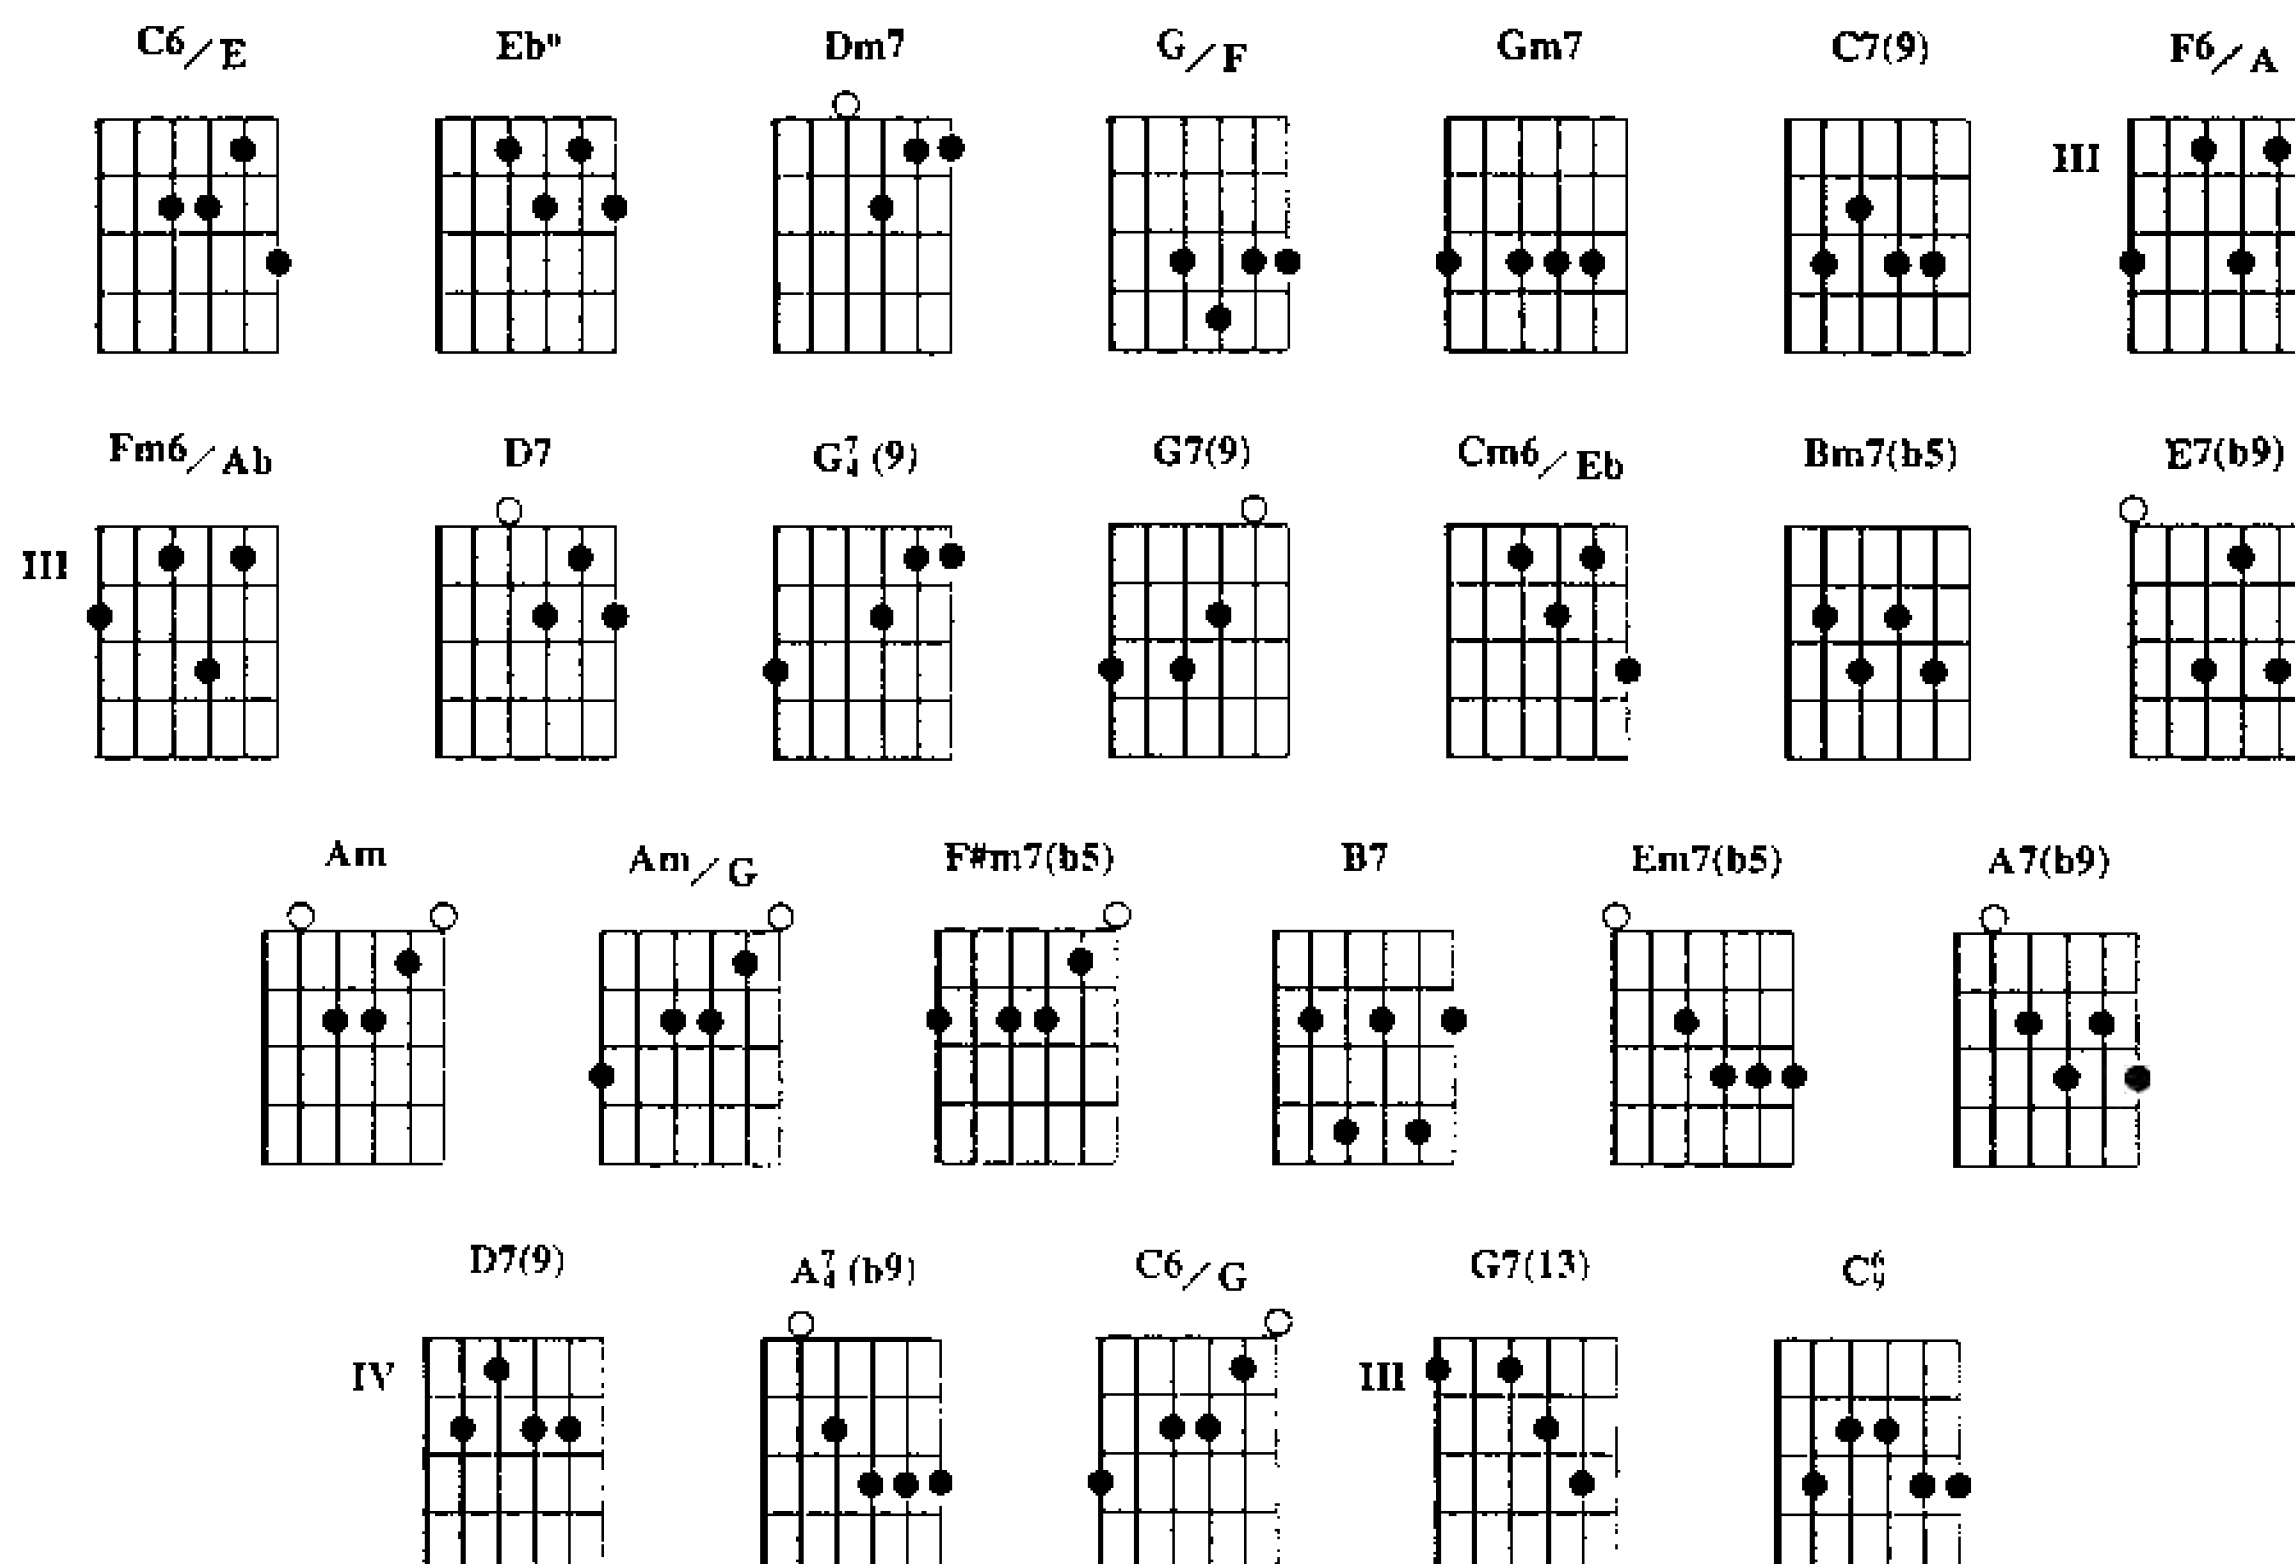 C6/E Ebº Dm7 G/F Gm7 C7(9) F6/A
III
Fm6/Ab D7 G7/4(9) G7(9) Cm6/Eb Bm7(b5) E7(b9)
III
Am Am/G F#m7(b5) B7 Em7(b5) A7(b9)
D7(9) A7/4(b9) C6/G G7(13) C6/9
IV III